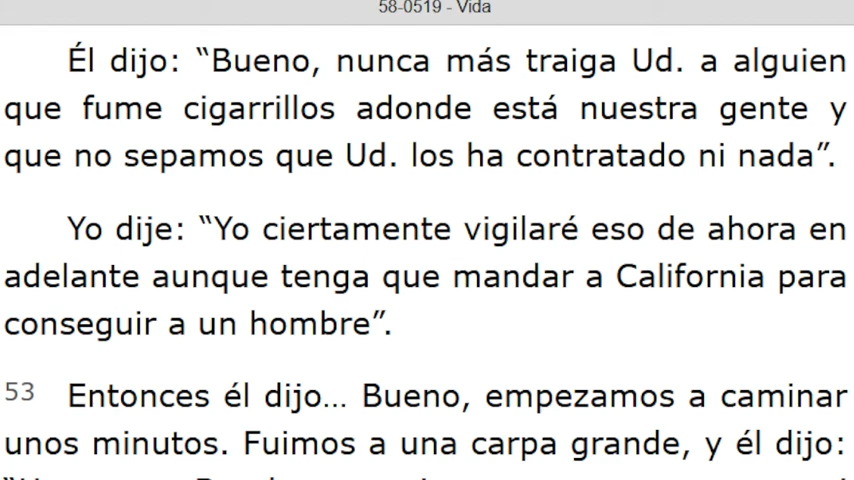 58-0519 - Vida
Él dijo: “Bueno, nunca más traiga Ud. a alguien
que fume cigarrillos adonde está nuestra gente y
que no sepamos que Ud. los ha contratado ni nada”.
Yo dije: “Yo ciertamente vigilaré eso de ahora en
adelante aunque tenga que mandar a California para
conseguir a un hombre”.
53 Entonces él dijo… Bueno, empezamos a caminar
unos minutos. Fuimos a una carpa grande, y él dijo: